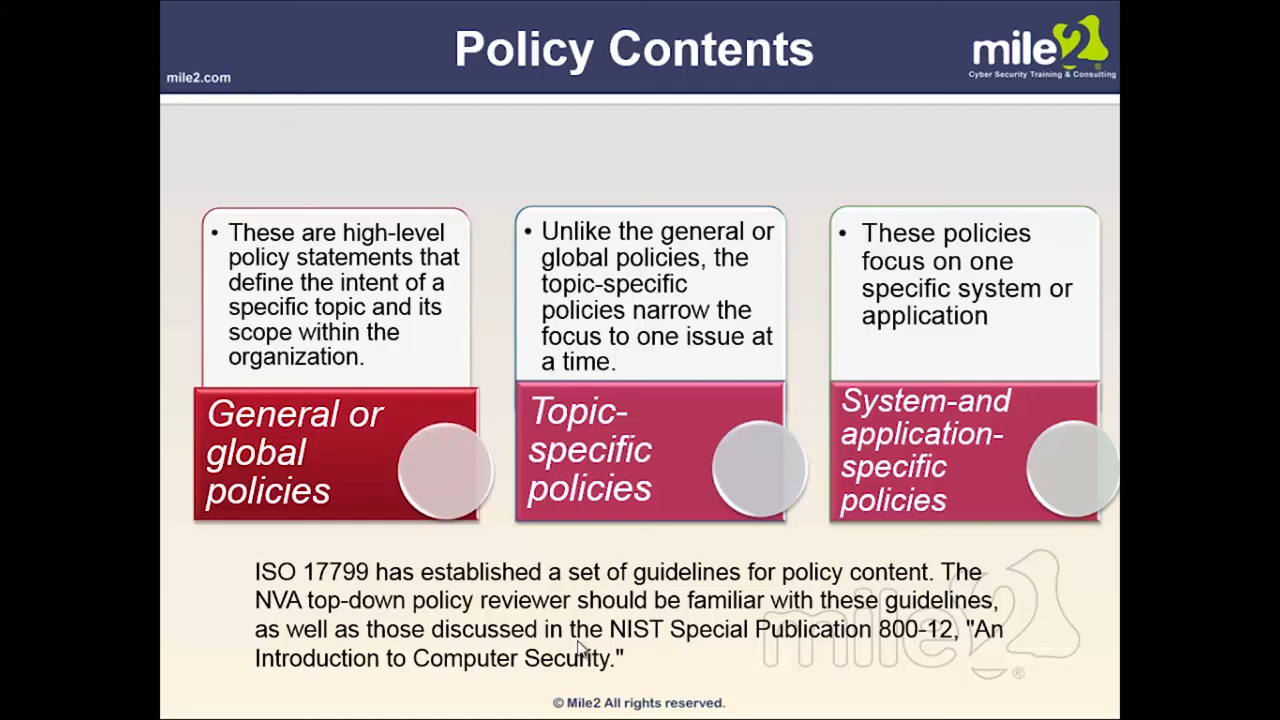 Policy Contents
mile2
®
Cyber Security Training & Consulting
mile2.com
• These are high-level
policy statements that
define the intent of a
specific topic and its
scope within the
organization.
General or
global
policies
• Unlike the general or
global policies, the
topic-specific
policies narrow the
focus to one issue at
a time.
Topic-
specific
policies
• These policies
focus on one
specific system or
application
System-and
application-
specific
policies
ISO 17799 has established a set of guidelines for policy content. The
NVA top-down policy reviewer should be familiar with these guidelines,
as well as those discussed in the NIST Special Publication 800-12, "An
Introduction to Computer Security."
mile2
®
© Mile2 All rights reserved.